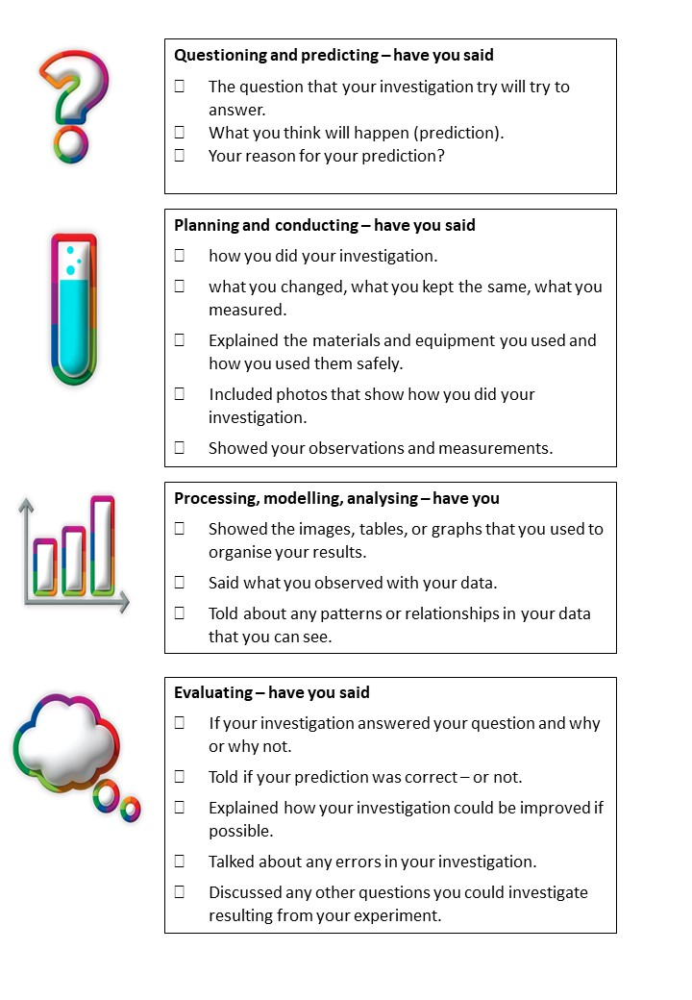 Questioning and predicting – have you said
☐ The question that your investigation try will try to
answer.
☐ What you think will happen (prediction).
☐ Your reason for your prediction?
Planning and conducting – have you said
☐ how you did your investigation.
☐ what you changed, what you kept the same, what you
measured.
☐ Explained the materials and equipment you used and
how you used them safely.
☐ Included photos that show how you did your
investigation.
☐ Showed your observations and measurements.
Processing, modelling, analysing – have you
☐ Showed the images, tables, or graphs that you used to
organise your results.
☐ Said what you observed with your data.
☐ Told about any patterns or relationships in your data
that you can see.
Evaluating – have you said
☐ If your investigation answered your question and why
or why not.
☐ Told if your prediction was correct – or not.
☐ Explained how your investigation could be improved if
possible.
☐ Talked about any errors in your investigation.
☐ Discussed any other questions you could investigate
resulting from your experiment.